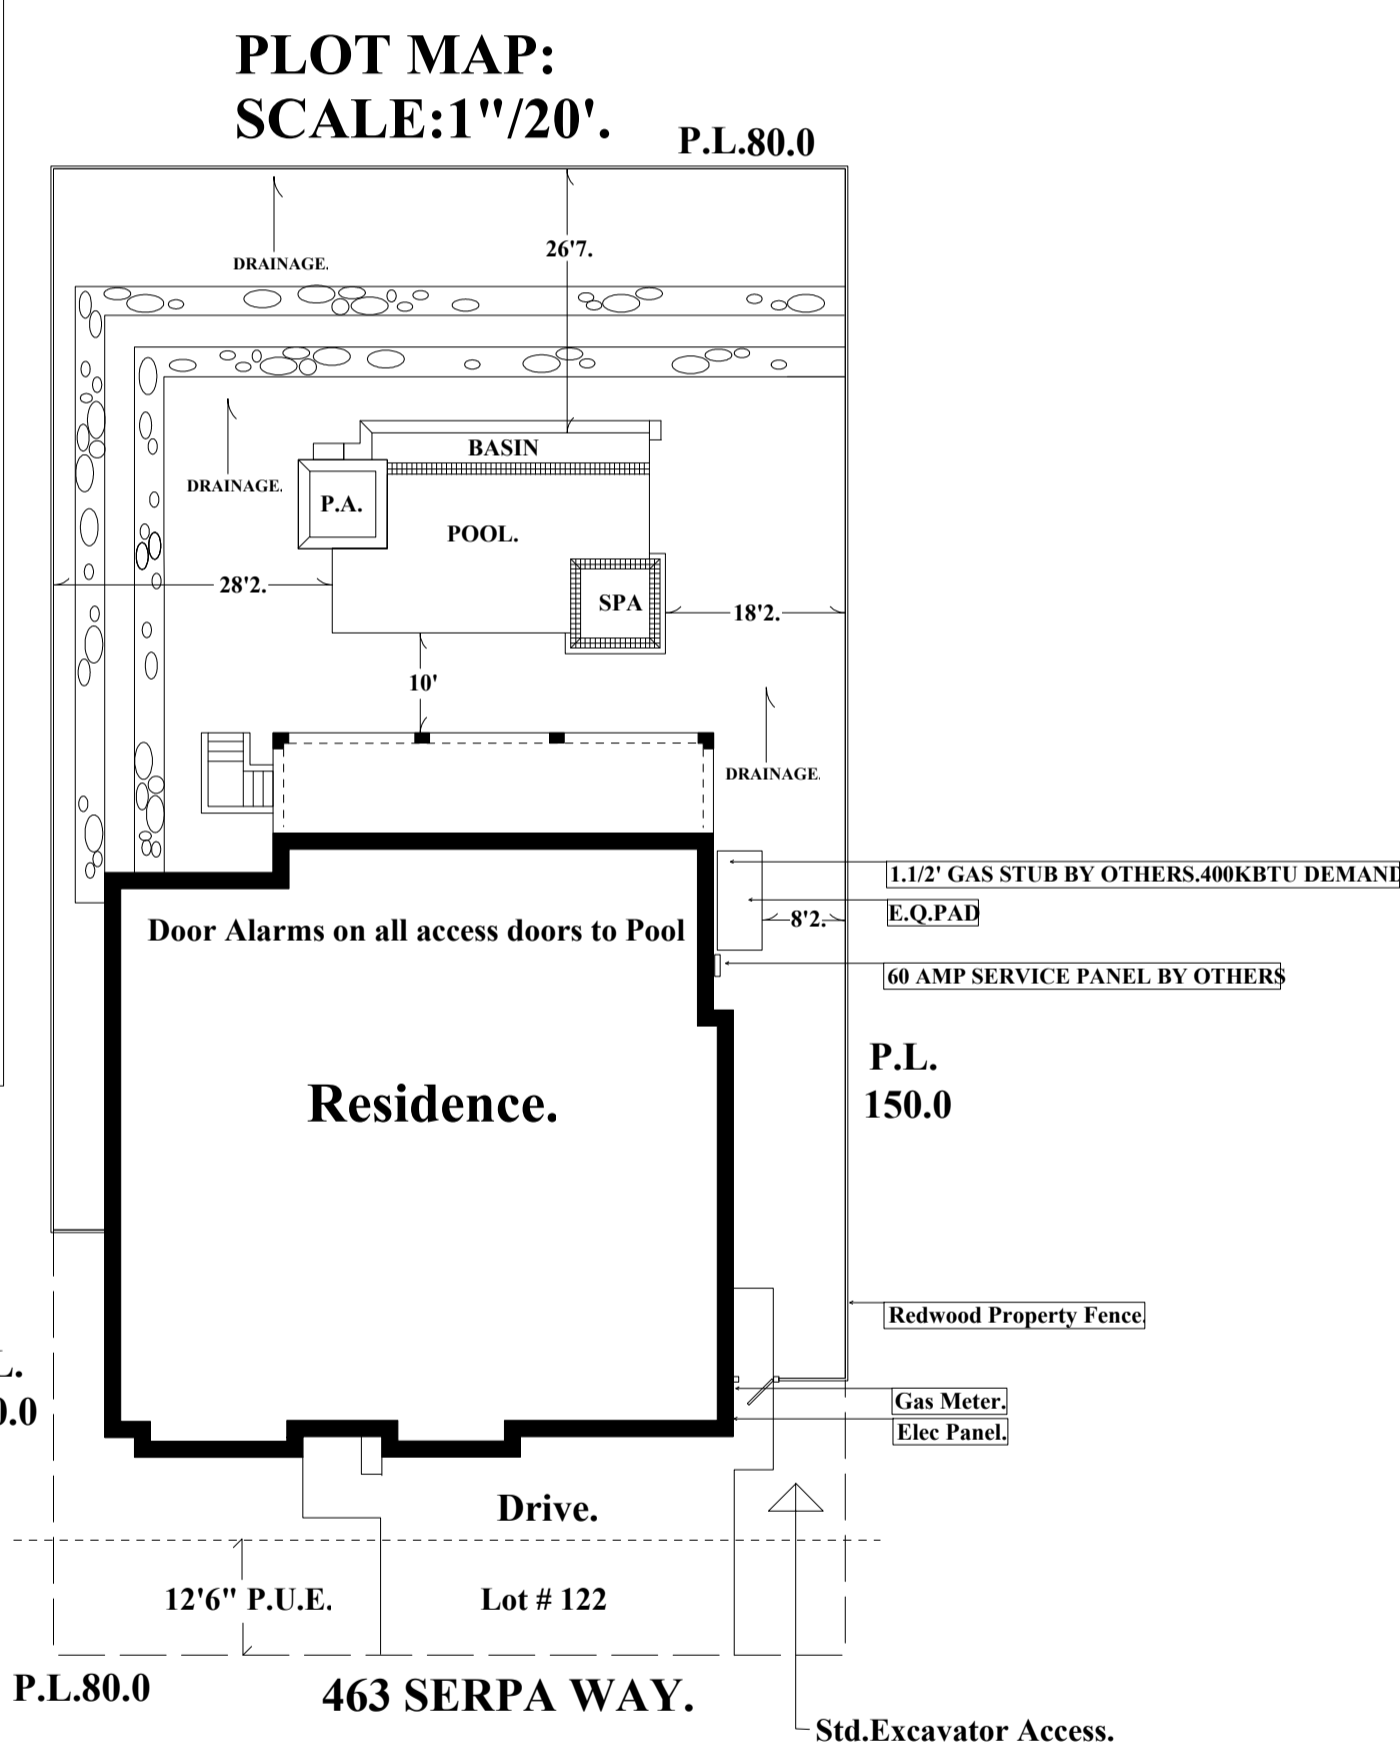 PLOT MAP:
SCALE:1"/20'.
P.L.80.0
26'7.
DRAINAGE.
BASIN
DRAINAGE.
P.A.
POOL.
28'2.
SPA
18'2.
10'
DRAINAGE.
1.1/2' GAS STUB BY OTHERS.400KBTU DEMAND
E.Q.PAD
8'2.
Door Alarms on all access doors to Pool
60 AMP SERVICE PANEL BY OTHERS
P.L.
150.0
Residence.
Redwood Property Fence.
Gas Meter.
Elec Panel.
Drive.
12'6" P.U.E.
Lot # 122
P.L.80.0
463 SERPA WAY.
Std.Excavator Access.